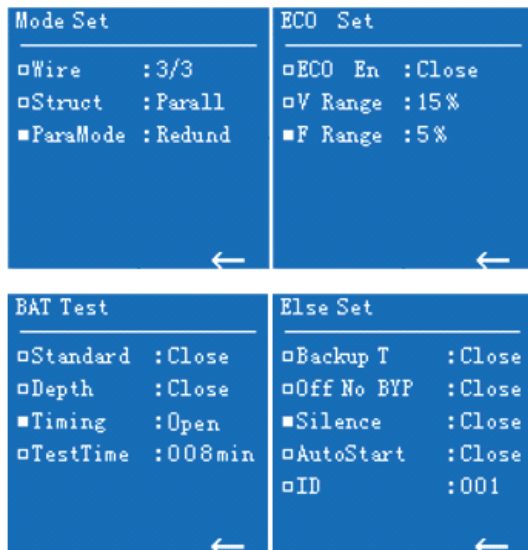 Mode Set
Wire :3/3
Struct :Parall
ParaMode :Redund
ECO Set
ECO En :Close
V Range :15%
F Range :5%
BAT Test
Standard :Close
Depth :Close
Timing :Open
TestTime :008min
Else Set
Backup T :Close
Off No BYP :Close
Silence :Close
AutoStart :Close
ID :001